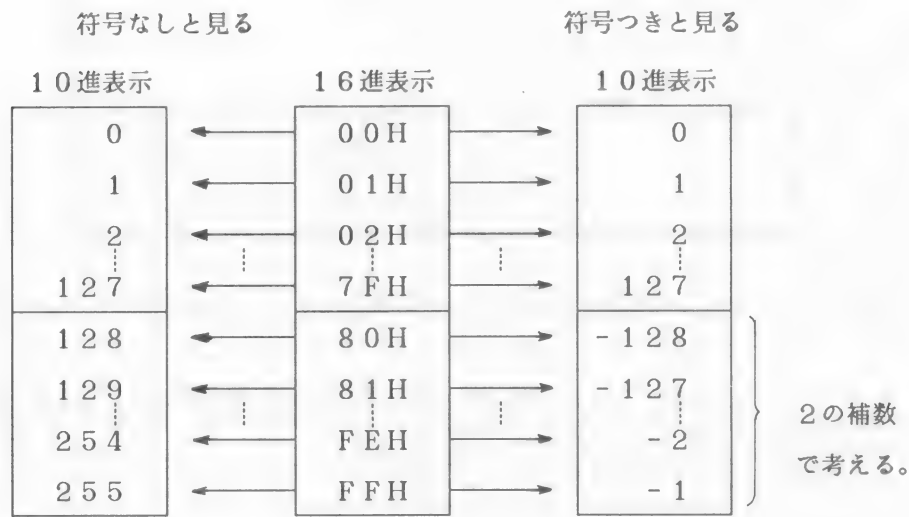 符号なしと見る 符号つきと見る
10進表示 16進表示 10進表示
0 00H 0
1 01H 1
2 02H 2
127 7FH 127
128 80H -128
129 81H -127
254 FEH -2
255 FFH -1
2の補数
で考える。